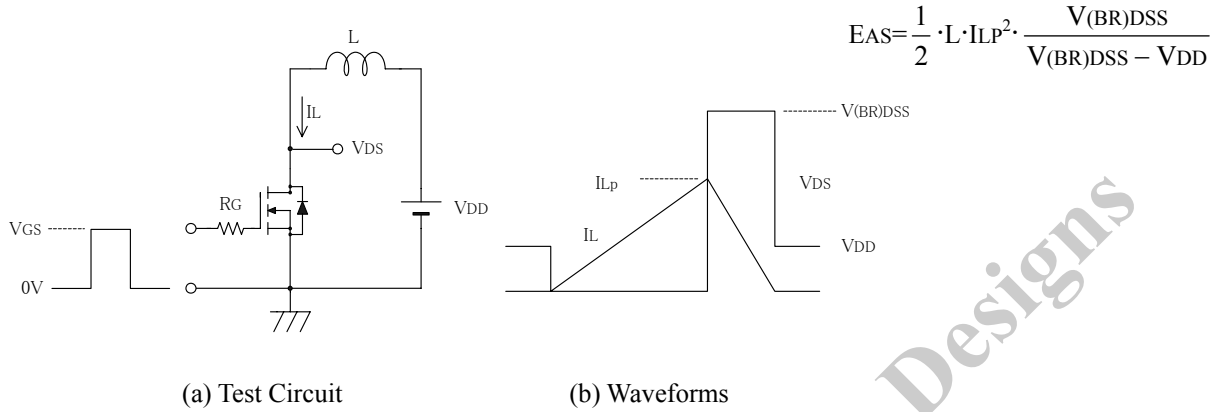 EAS=1/2 ·L·ILP²· V(BR)DSS / V(BR)DSS – VDD
L
IL
VDS
RG
VDD
VGS
0V
V(BR)DSS
ILp
VDS
IL
VDD
(a) Test Circuit
(b) Waveforms
Designs